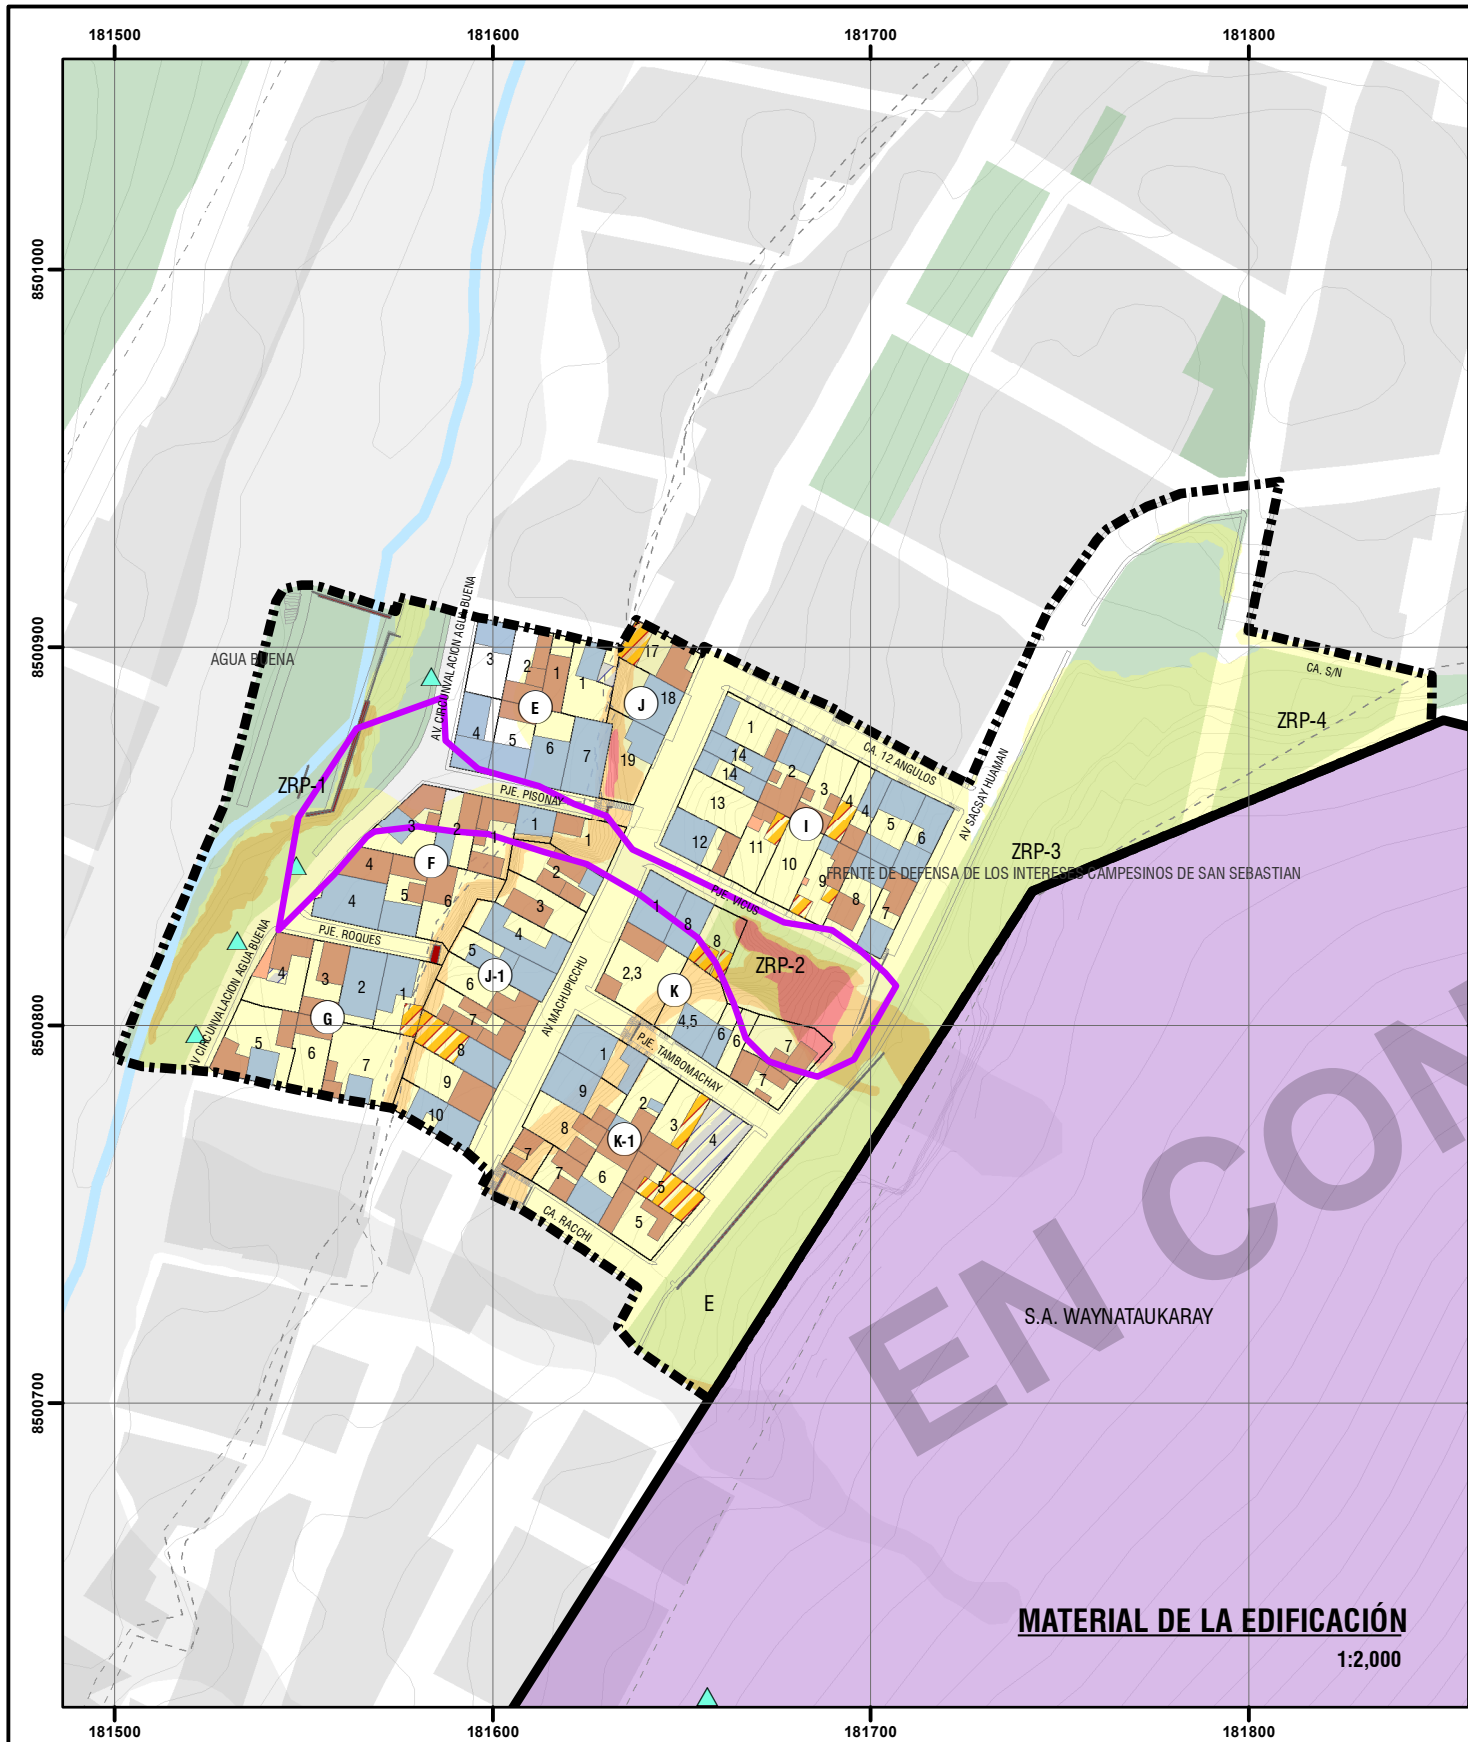 181500 181600 181700 181800
8501000
8500900
8500800
8500700
AGUA BUENA
AV CIRCUNVALACION AGUA BUENA
ZRP-1
3
2
1
1
E
4
5
6
7
17
J
18
19
PJE. PISONAY
1
14
14
2
CA. 12 ANGULOS
13
3
4
4
5
6
I
12
11
10
9
8
7
AV SACSAY HUAMAN
CA. S/N
ZRP-4
ZRP-3
FRENTE DE DEFENSA DE LOS INTERESES CAMPESINOS DE SAN SEBASTIAN
PJE. VICUS
3
2
1
1
1
F
4
5
4
6
2
3
4
PJE. ROQUES
5
J-1
6
7
8
9
10
AV MACHUPICCHU
AV CIRCUNVALACION AGUA BUENA
4
3
2
1
G
5
6
7
1
8
8
ZRP-2
2,3
K
4,5
6
6
7
7
PJE. TAMBOMACHAY
1
9
2
3
4
8
K-1
7
7
6
5
5
CA. RACCHI
E
S.A. WAYNATAUKARAY
EN CON
MATERIAL DE LA EDIFICACIÓN
1:2,000
181500 181600 181700 181800